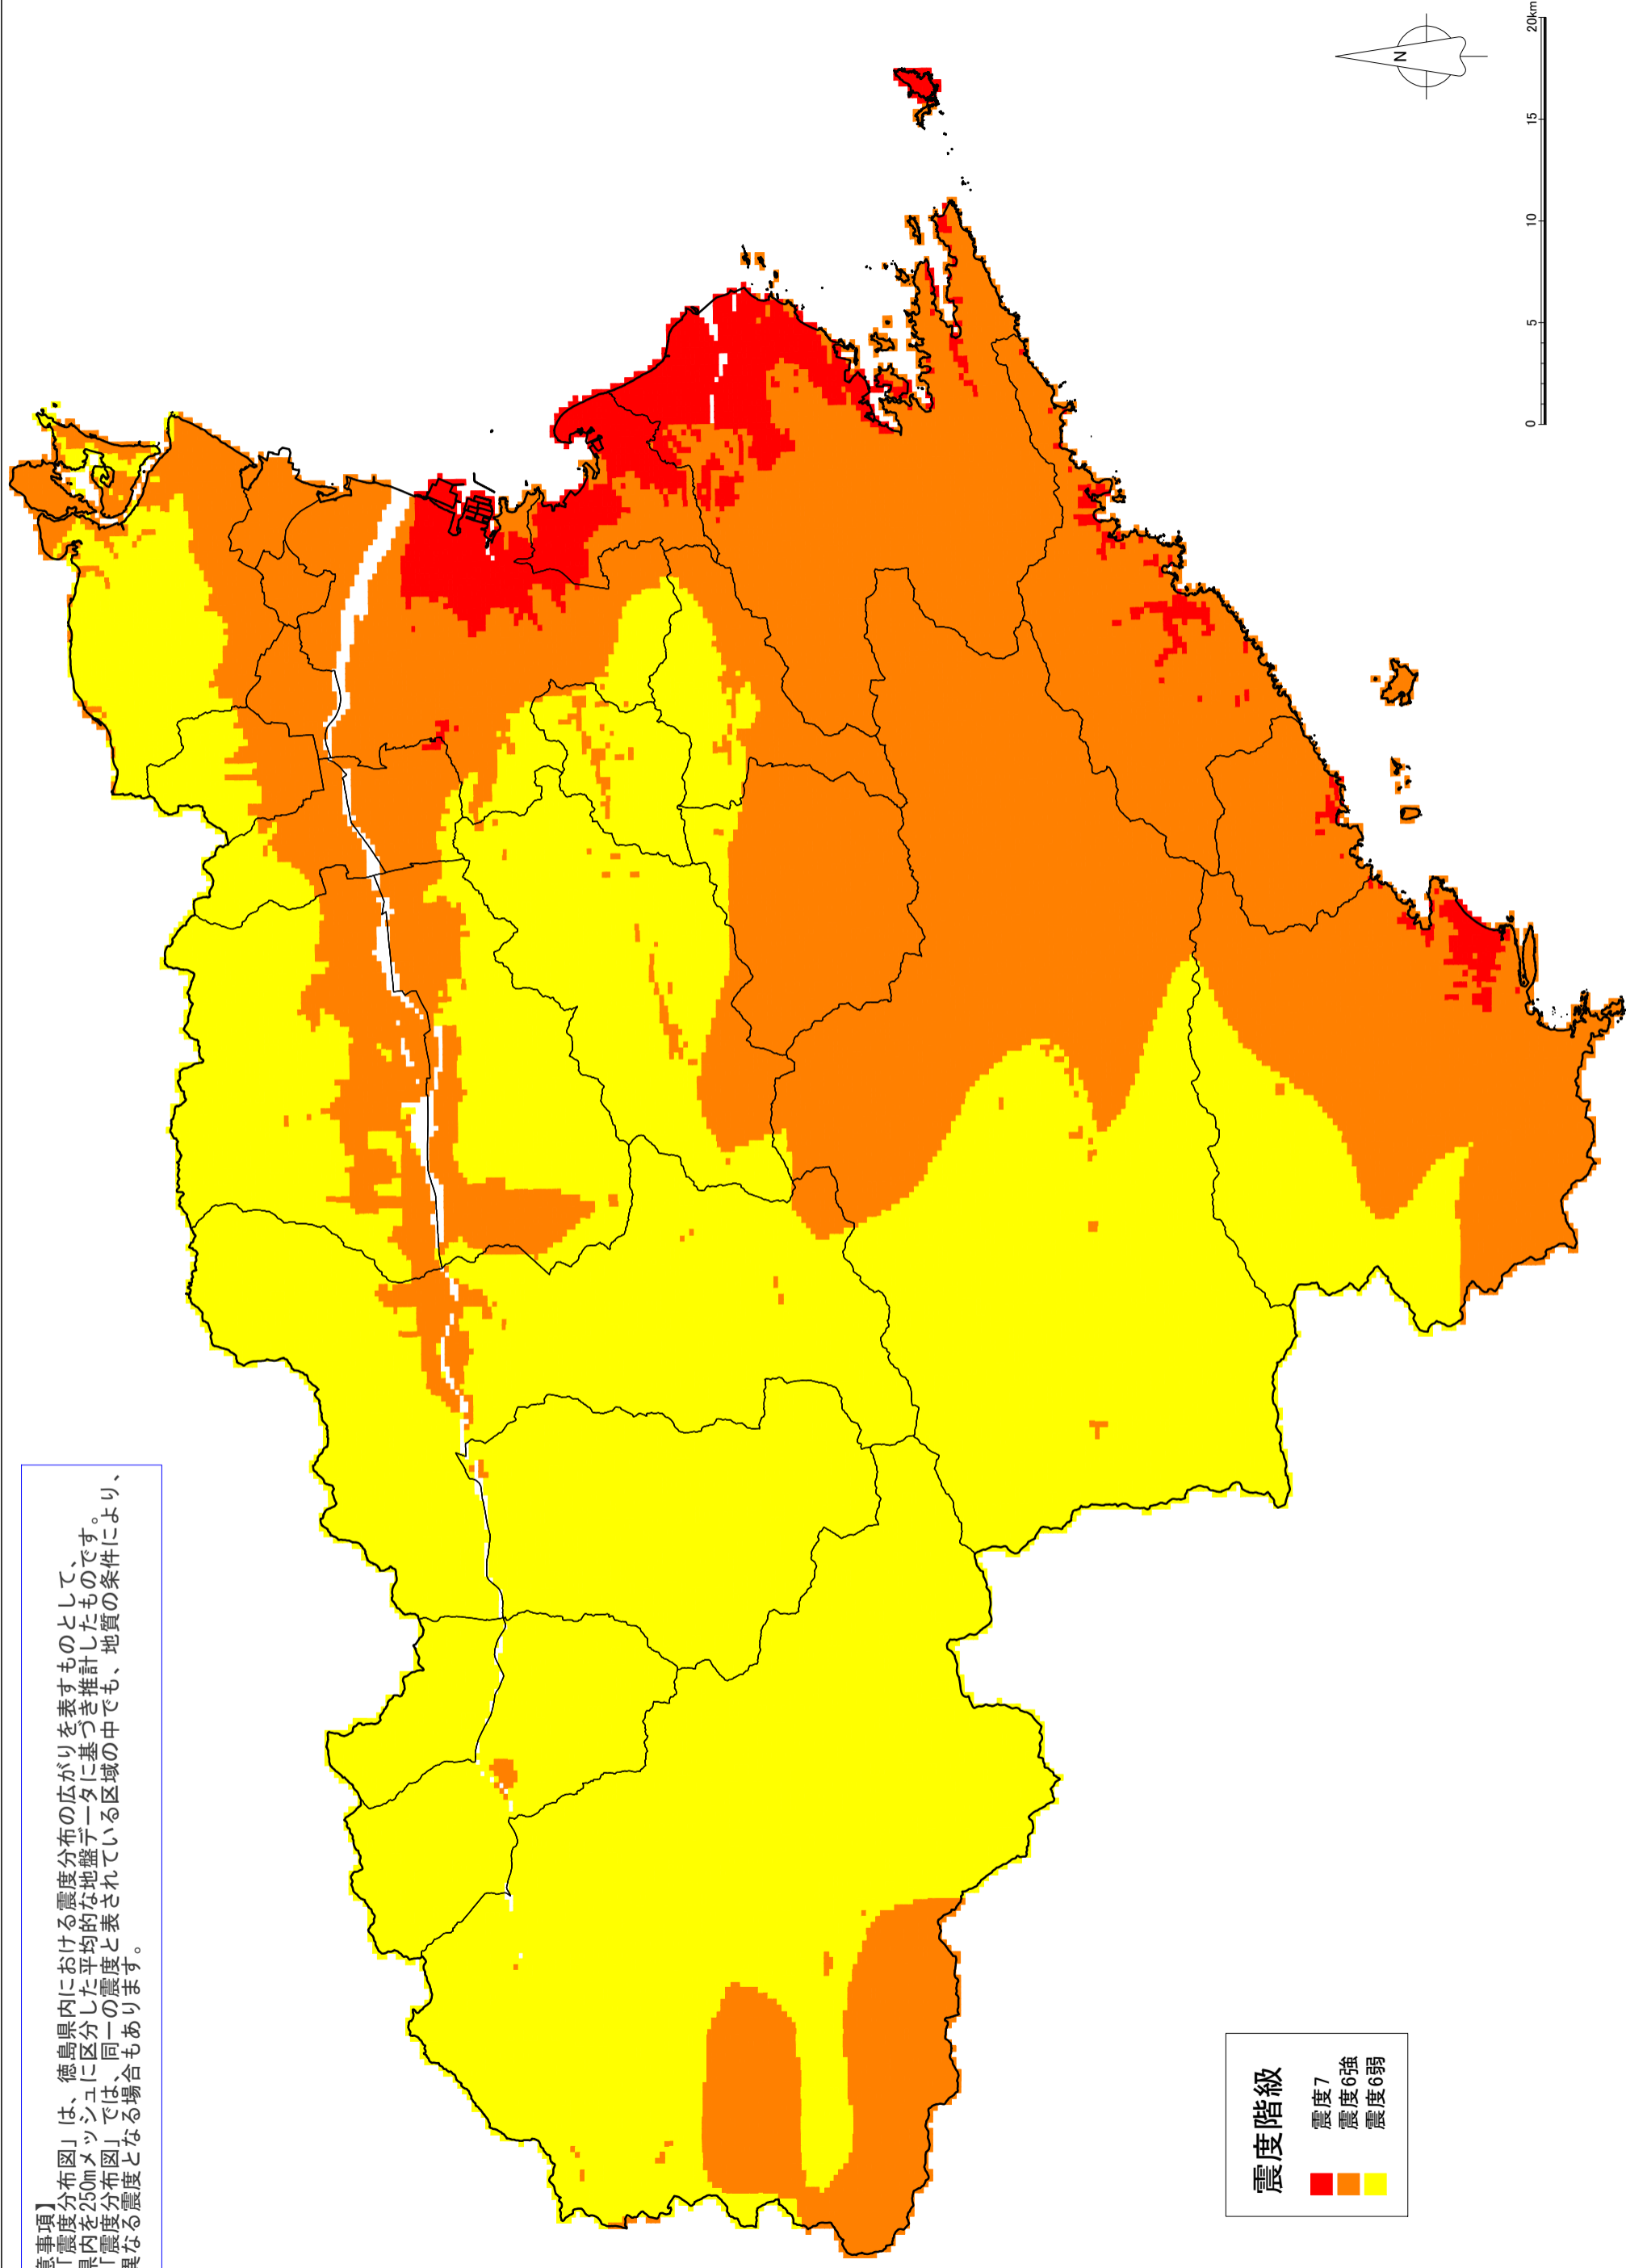 意事項】
「震度分布図」は、徳島県内における震度分布の広がりを表すものとして、
県内を250mメッシュに区分した平均的な地盤データに基づき推計したものです。
「震度分布図」では、同一の震度と表されている区域の中でも、地質の条件により、
異なる震度となる場合もあります。
震度階級
震度7
震度6強
震度6弱
N
0 5 10 15 20km